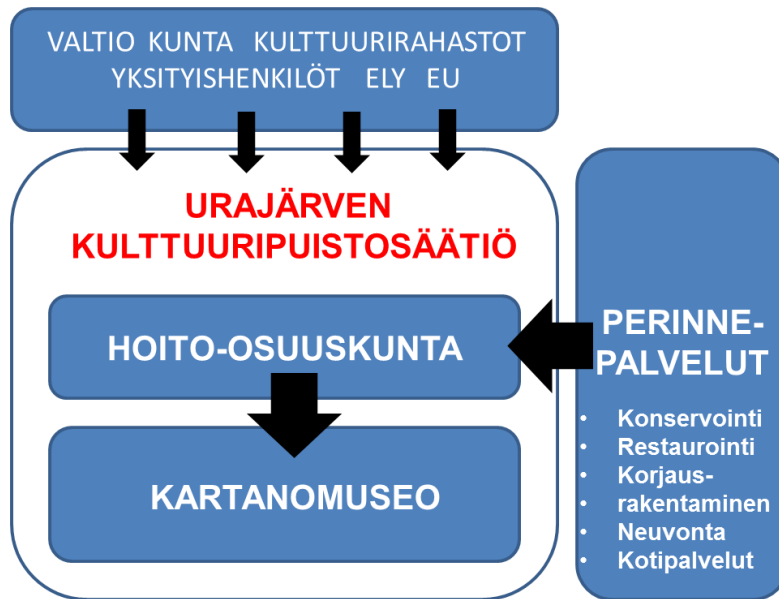 VALTIO KUNTA KULTTUURIRAHASTOT
YKSITYISHENKILÖT ELY EU
URAJÄRVEN
KULTTUURIPUISTOSÄÄTIÖ
HOITO-OSUUSKUNTA
KARTANOMUSEO
PERINNE-
PALVELUT
• Konservointi
• Restaurointi
• Korjaus-
• rakentaminen
• Neuvonta
• Kotipalvelut